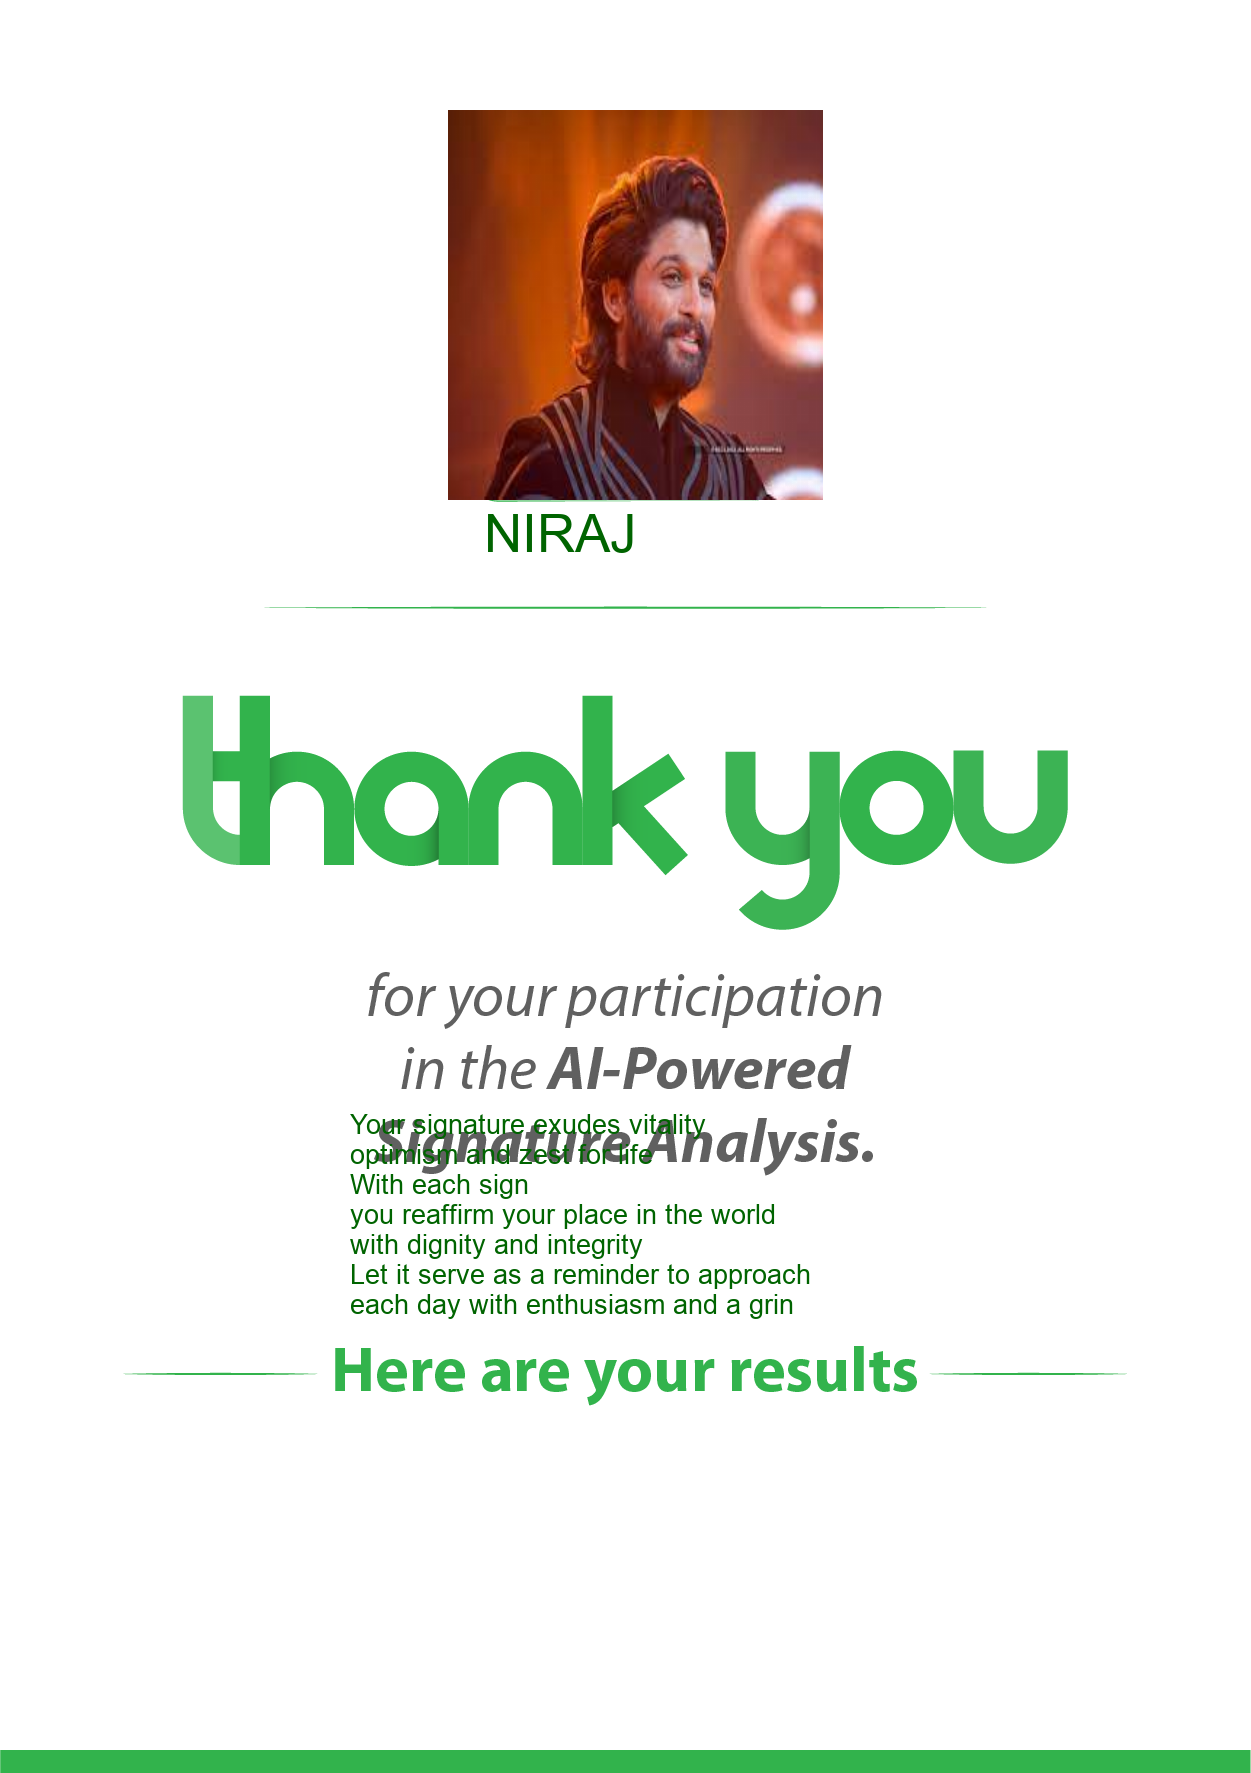 NIRAJ
thank you
for your participation
in the AI-Powered
Signature Analysis.
Your signature exudes vitality
optimism and zest for life
With each sign
you reaffirm your place in the world
with dignity and integrity
Let it serve as a reminder to approach
each day with enthusiasm and a grin
Here are your results